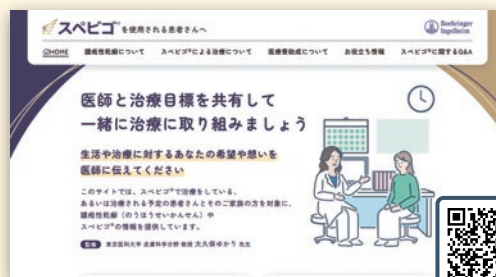 スペビゴ® を使用される患者さんへ
Boehringer
Ingelheim
HOME 膿疱性乾癬について スペビゴ®による治療について 医療費助成について お役立ち情報 スペビゴ®に関するQ&A
医師と治療目標を共有して
一緒に治療に取り組みましょう
生活や治療に対するあなたの希望や想いを
医師に伝えてください
このサイトでは、スペビゴ®で治療をしている、
あるいは治療される予定の患者さんとそのご家族の方を対象に、
膿疱性乾癬（のうほうせいかんせん）や
スペビゴ®の情報を提供しています。
監修 東京医科大学 皮膚科学分野 教授 大久保ゆかり 先生